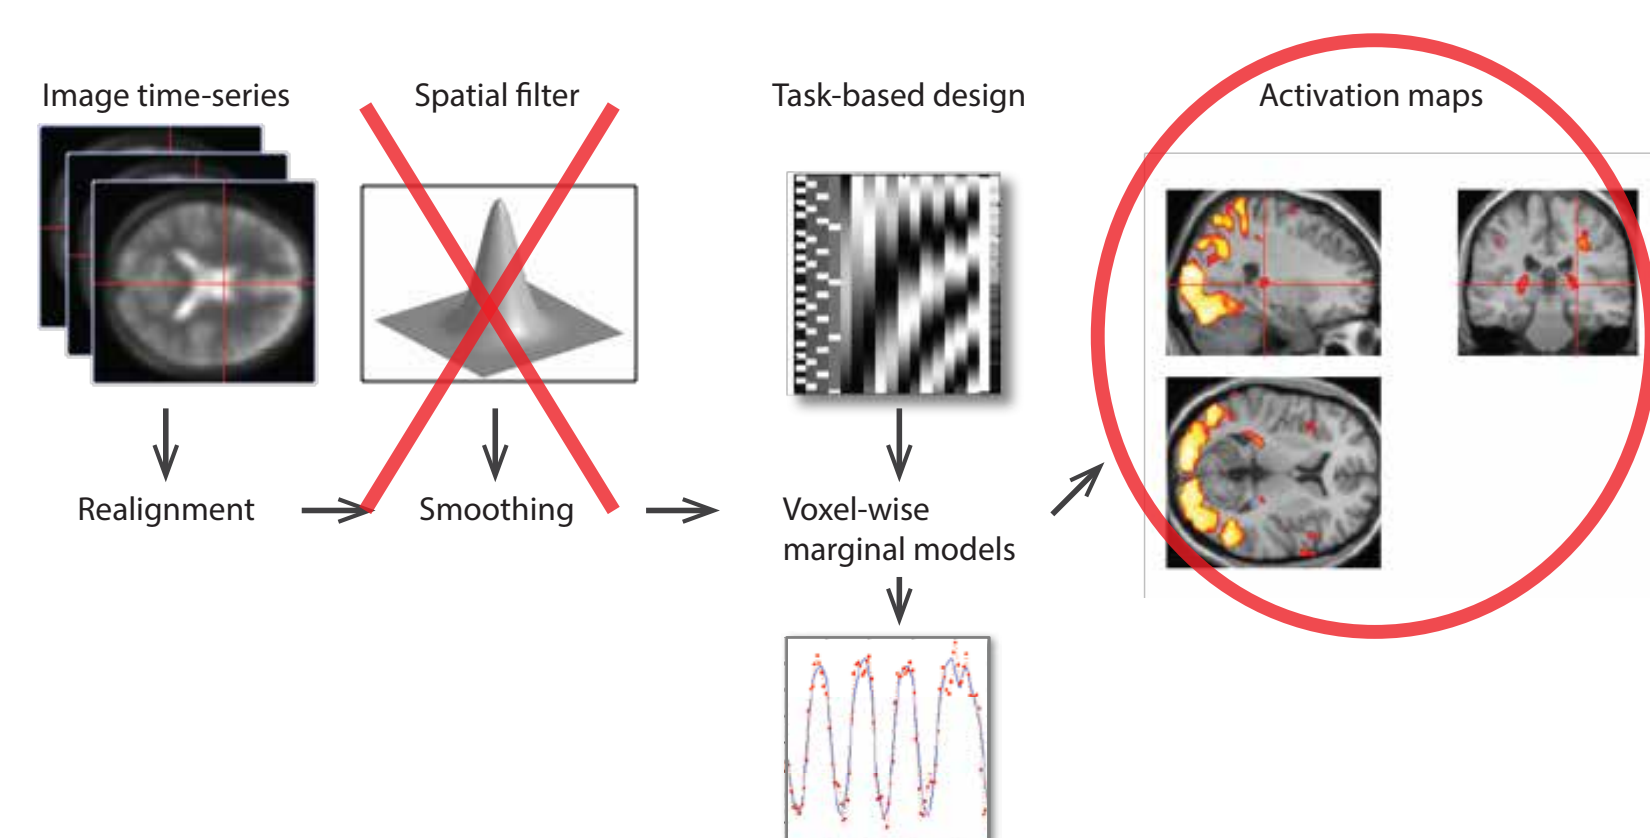 Image time-series
Spatial filter
Task-based design
Activation maps
Realignment
Smoothing
Voxel-wise
marginal models